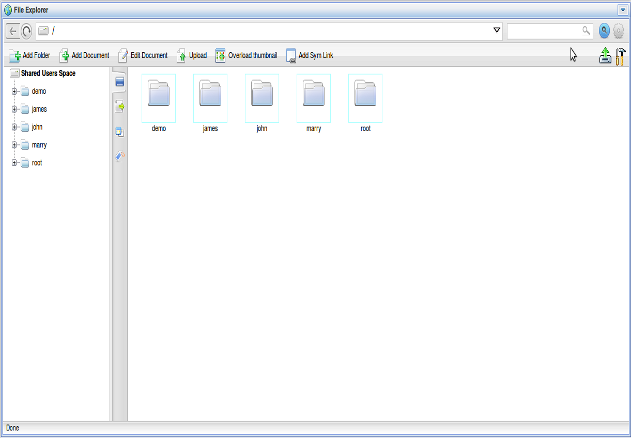 File Explorer
/
Add Folder Add Document Edit Document Upload Overload thumbnail Add Sym Link
Shared Users Space
demo
james
john
marry
root
demo james john marry root
Done